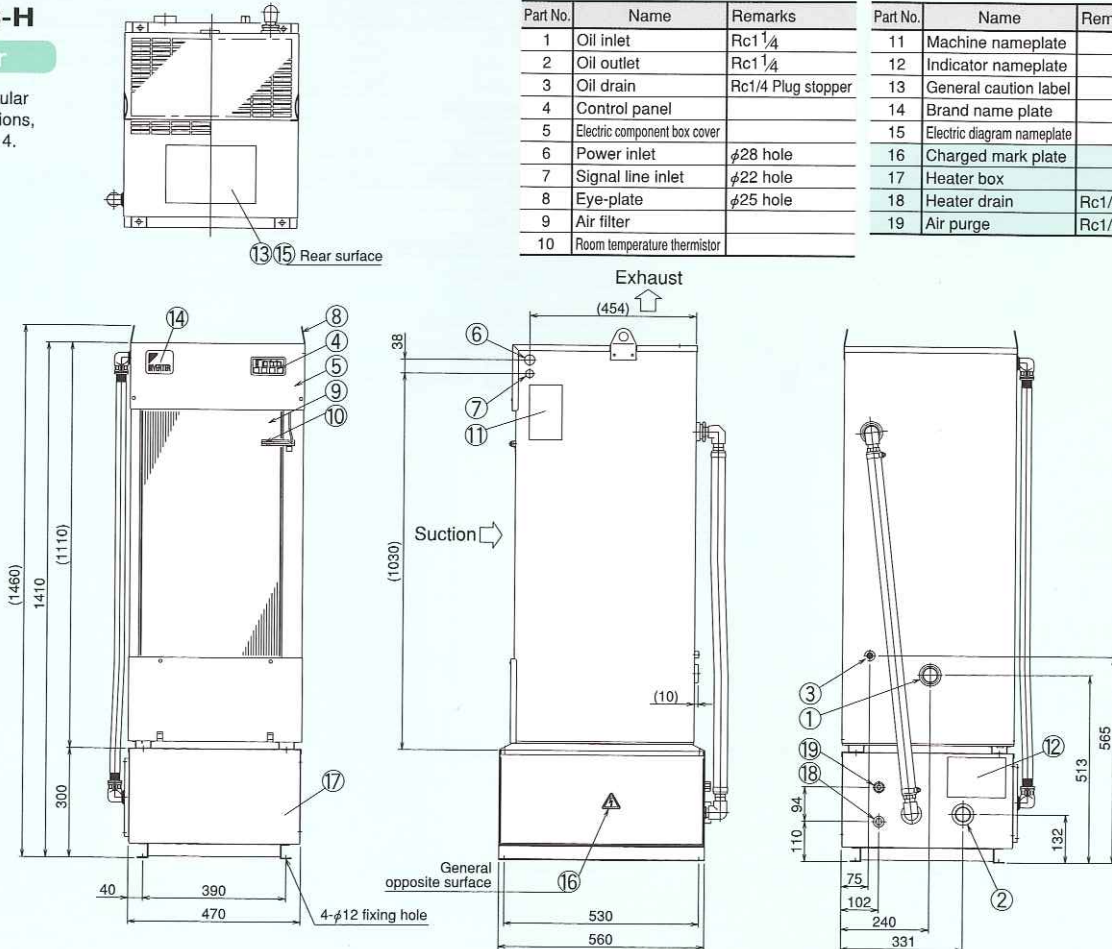 -H
ular
ions,
4.
Part No. Name Remarks
1 Oil inlet Rc1 1/4
2 Oil outlet Rc1 1/4
3 Oil drain Rc1/4 Plug stopper
4 Control panel
5 Electric component box cover
6 Power inlet φ28 hole
7 Signal line inlet φ22 hole
8 Eye-plate φ25 hole
9 Air filter
10 Room temperature thermistor
Part No. Name Rem
11 Machine nameplate
12 Indicator nameplate
13 General caution label
14 Brand name plate
15 Electric diagram nameplate
16 Charged mark plate
17 Heater box
18 Heater drain Rc1/
19 Air purge Rc1/
⑬⑮ Rear surface
⑭
INVERTER
⑧
④
⑤
⑨
⑩
⑰
(1460)
1410
(1110)
300
40
390
470
4-φ12 fixing hole
Exhaust
(454)
38
⑥
⑦
⑪
Suction
(1030)
(10)
General
opposite surface
⑯
530
560
③
①
⑲
⑱
⑫
②
94
110
75
102
240
331
132
513
565